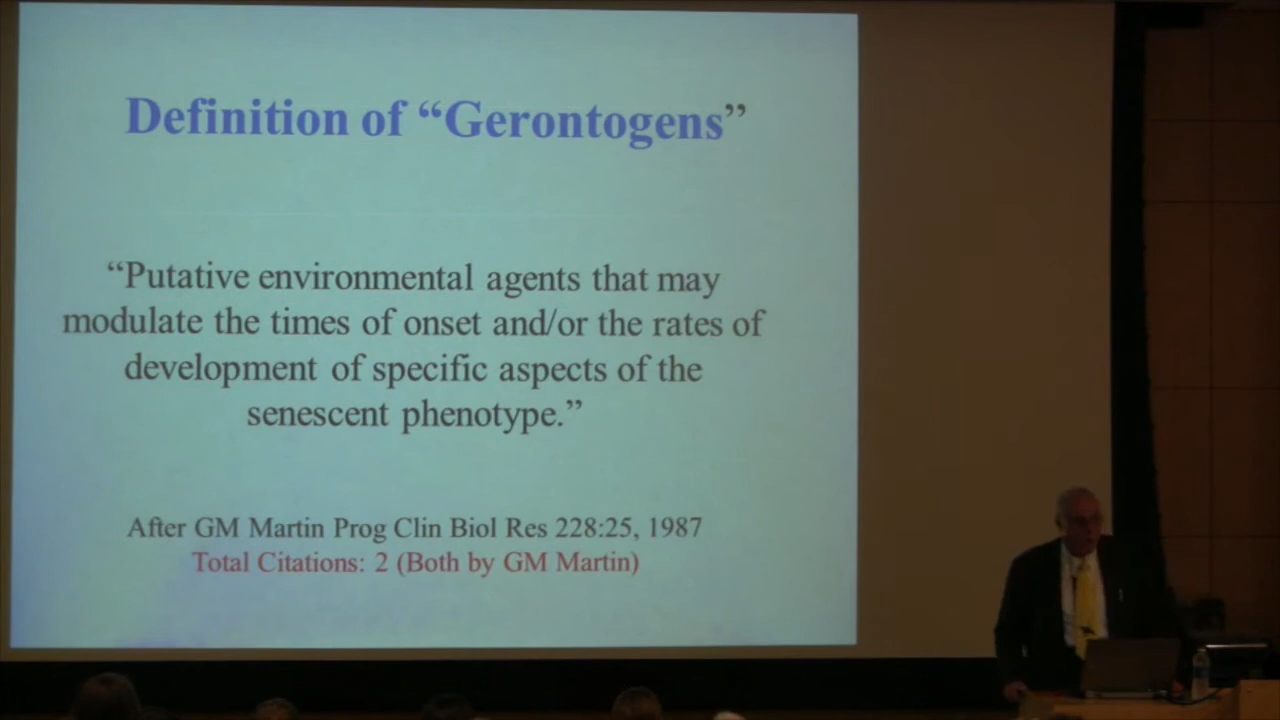 Definition of “Gerontogens”
“Putative environmental agents that may
modulate the times of onset and/or the rates of
development of specific aspects of the
senescent phenotype.”
After GM Martin Prog Clin Biol Res 228:25, 1987
Total Citations: 2 (Both by GM Martin)